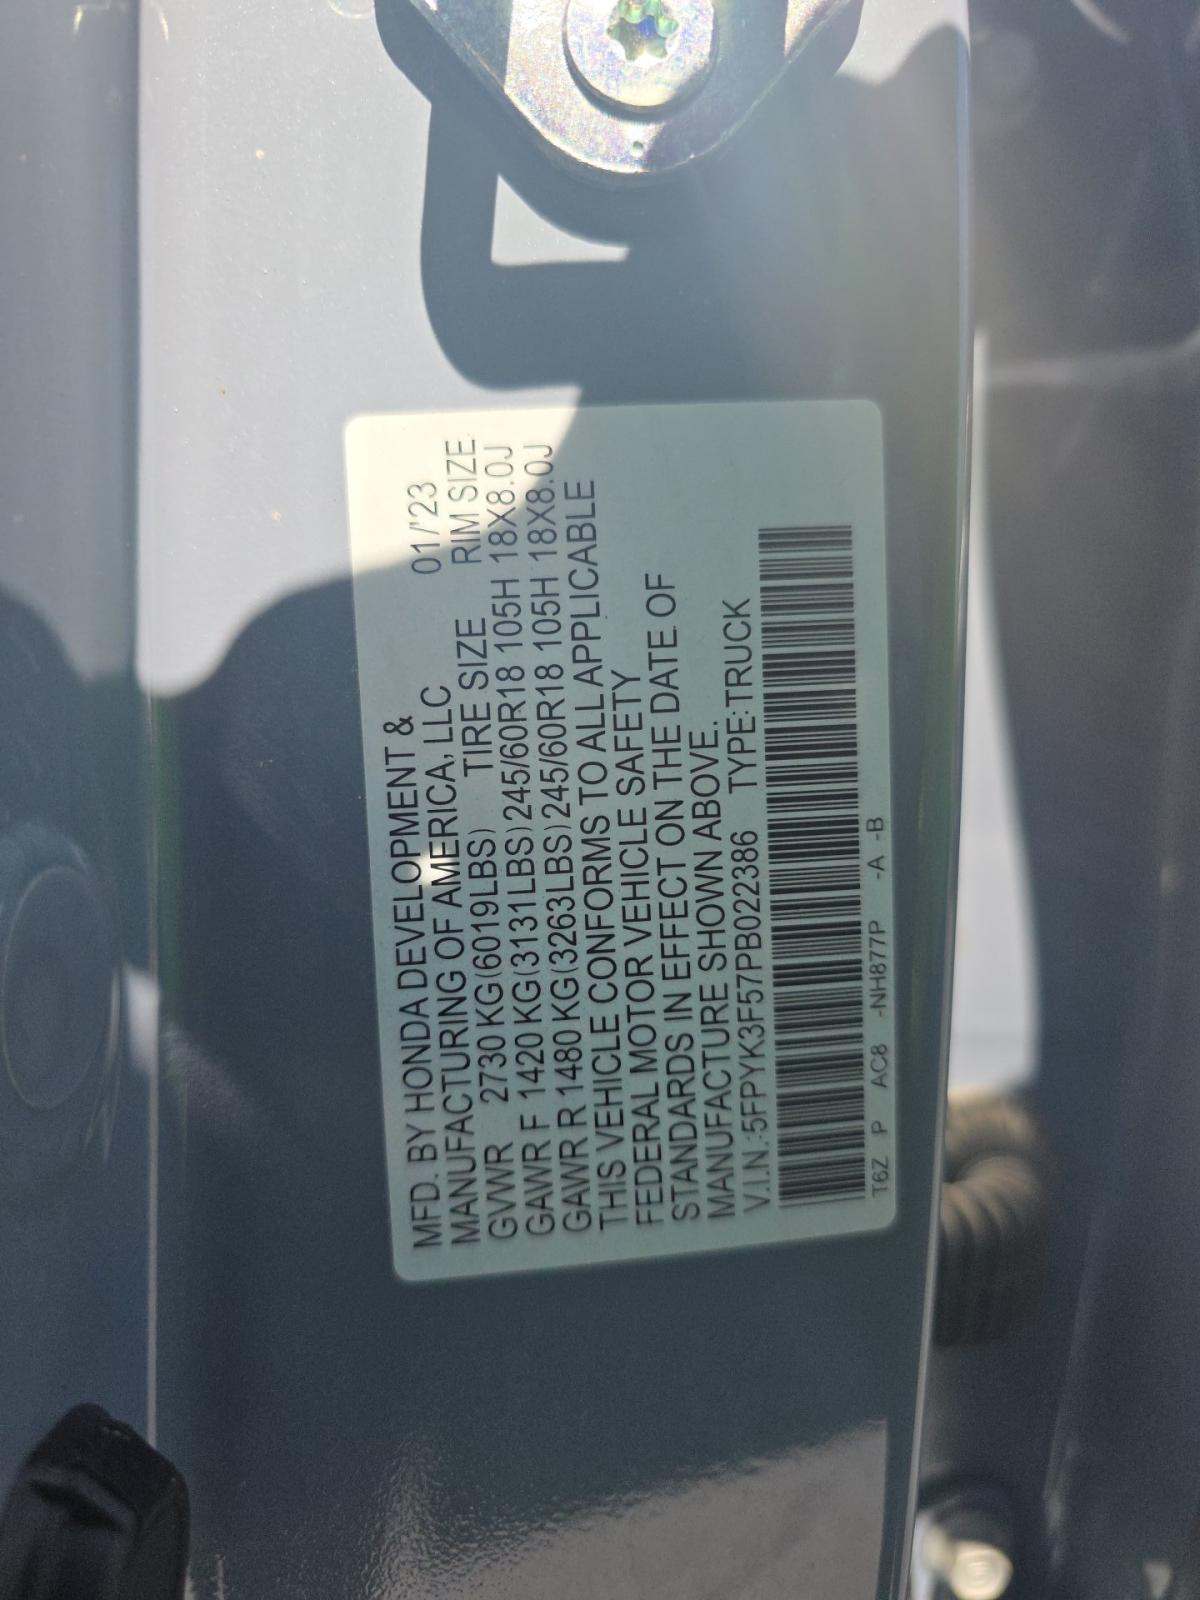 MFD. BY HONDA DEVELOPMENT &
MANUFACTURING OF AMERICA, LLC 01/'23
GVWR 2730 KG(6019LBS) TIRE SIZE RIM SIZE
GAWR F 1420 KG(3131LBS) 245/60R18 105H 18X8.0J
GAWR R 1480 KG(3263LBS) 245/60R18 105H 18X8.0J
THIS VEHICLE CONFORMS TO ALL APPLICABLE
FEDERAL MOTOR VEHICLE SAFETY
STANDARDS IN EFFECT ON THE DATE OF
MANUFACTURE SHOWN ABOVE.
V.I.N.:5FPYK3F57PB022386 TYPE:TRUCK
T6Z P AC8 -NH877P -A -B